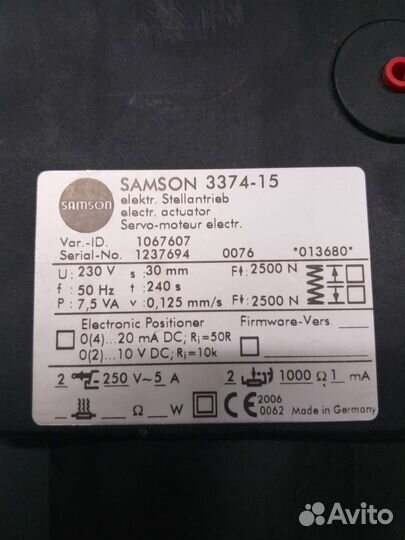 SAMSON 3374-15
SAMSON
elektr. Stellantrieb
electr. actuator
Servo-moteur electr.
Var.-ID. 1067607
Serial-No. 1237694 0076 *013680*
U: 230 V s: 30 mm F: 2500 N
f: 50 Hz t: 240 s
P: 7,5 VA v: 0,125 mm/s F: 2500 N
Electronic Positioner Firmware-Vers.
0(4)...20 mA DC; Ri=50R
0(2)...10 V DC; Ri=10k
2 250 V~5 A 2 1000 Ω 1 mA
Ω W CE 2006
0062 Made in Germany
Avito